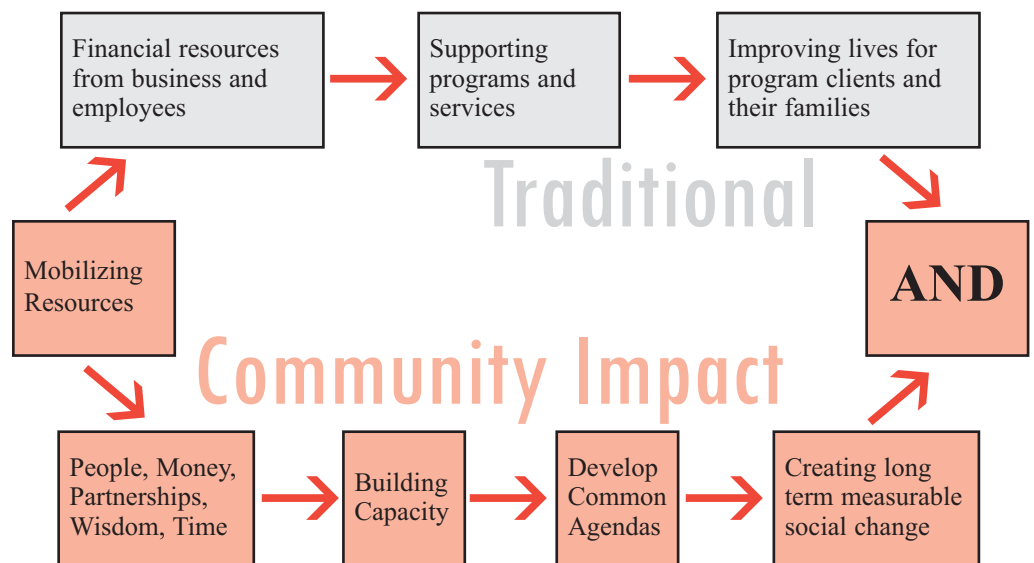 Financial resources
from business and
employees
Supporting
programs and
services
Improving lives for
program clients and
their families
Traditional
Mobilizing
Resources
AND
Community Impact
People, Money,
Partnerships,
Wisdom, Time
Building
Capacity
Develop
Common
Agendas
Creating long
term measurable
social change